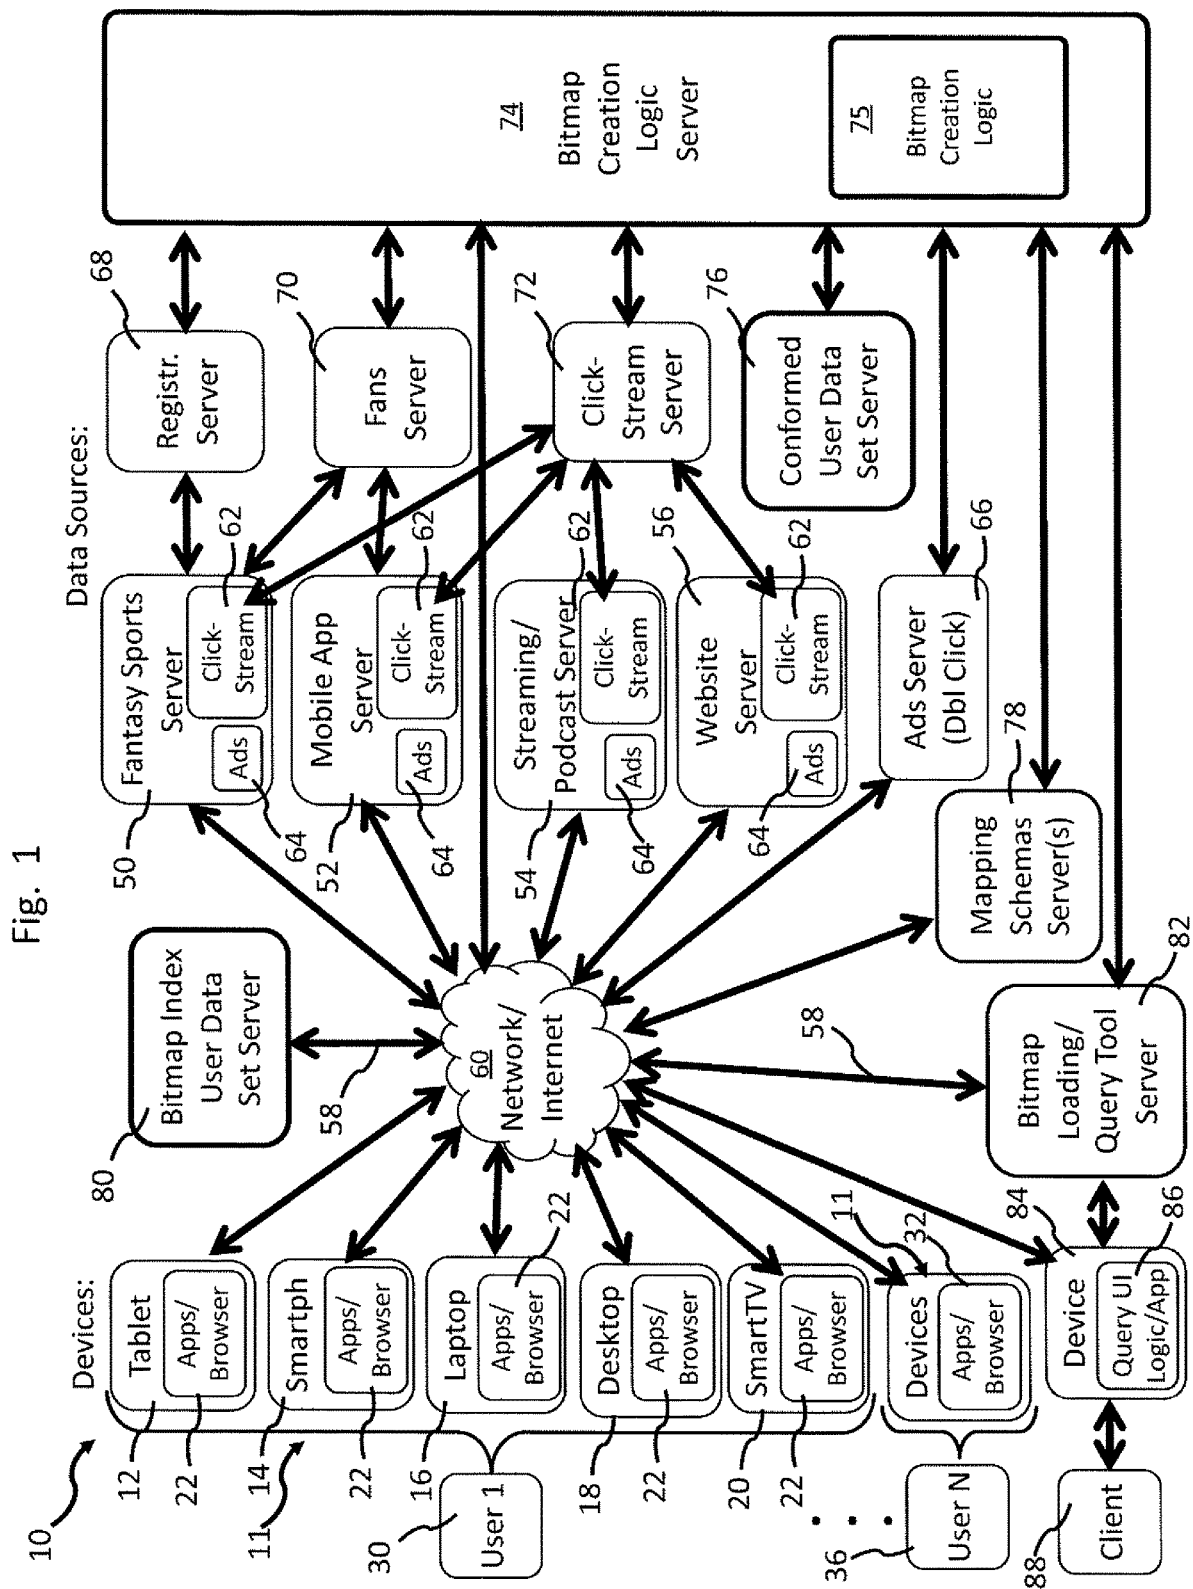 Fig. 1
10
Devices:
Data Sources:
12
Tablet
Apps/
Browser
22
14
Smartph
Apps/
Browser
22
11
16
Laptop
Apps/
Browser
22
30
User 1
18
Desktop
Apps/
Browser
22
20
SmartTV
Apps/
Browser
22
36
User N
Devices
Apps/
Browser
11
32
88
Client
84
Device
Query UI
Logic/App
86
80
Bitmap Index
User Data
Set Server
58
60
Network/
Internet
58
Bitmap
Loading/
Query Tool
Server
82
50
Fantasy Sports
Server
Ads
64
Click-
Stream
62
52
Mobile App
Server
Ads
64
Click-
Stream
62
54
Streaming/
Podcast Server
Ads
64
Click-
Stream
62
56
Website
Server
Ads
64
Click-
Stream
62
Ads Server
(Dbl Click)
66
Mapping
Schemas
Server(s)
78
68
Registr.
Server
70
Fans
Server
72
Click-
Stream
Server
76
Conformed
User Data
Set Server
74
Bitmap
Creation
Logic
Server
75
Bitmap
Creation
Logic